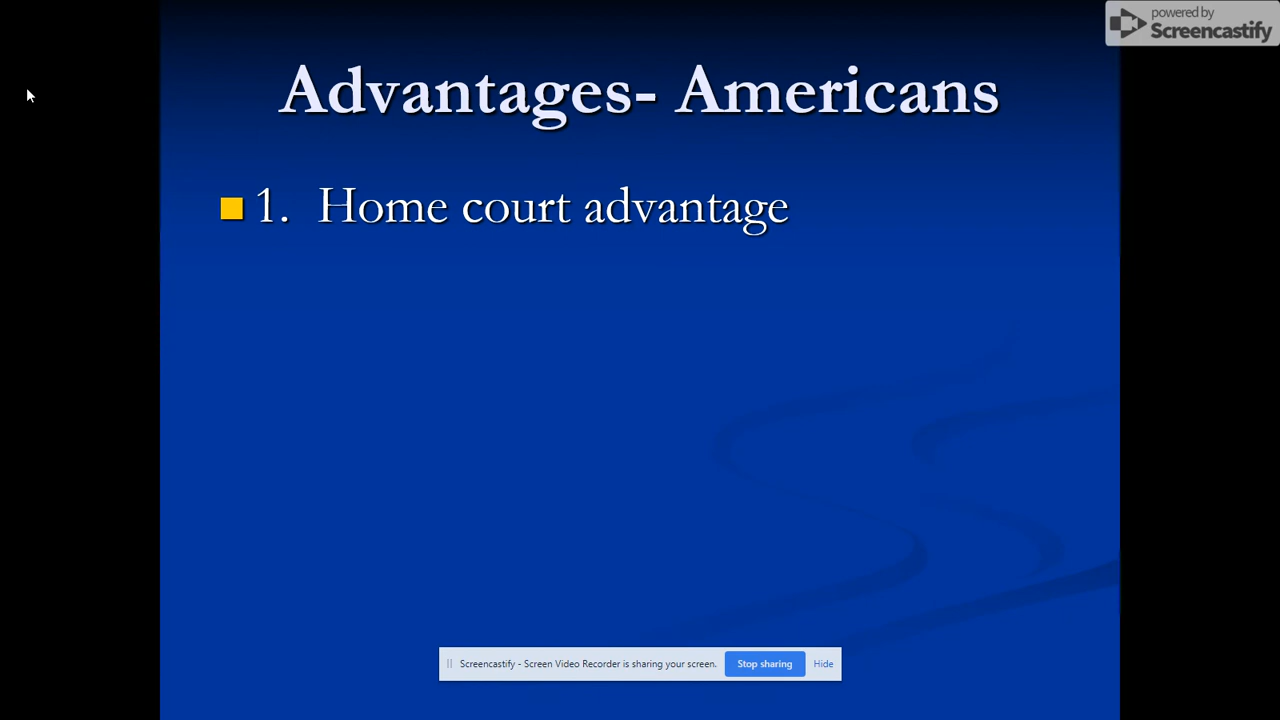 powered by
Screencastify
Advantages- Americans
1. Home court advantage
Screencastify - Screen Video Recorder is sharing your screen. Stop sharing Hide